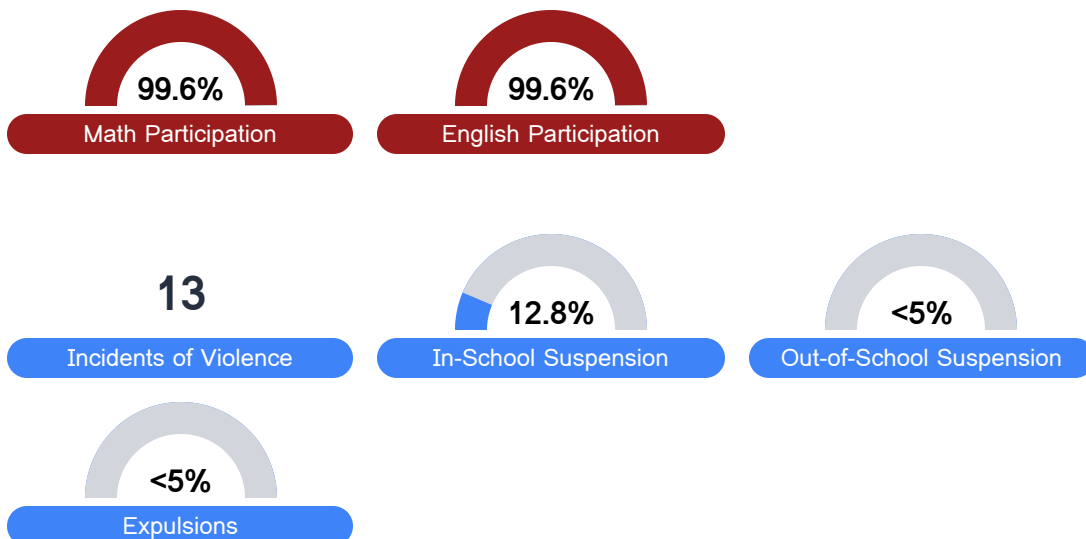 99.6%
Math Participation
99.6%
English Participation
13
Incidents of Violence
12.8%
In-School Suspension
<5%
Out-of-School Suspension
<5%
Expulsions